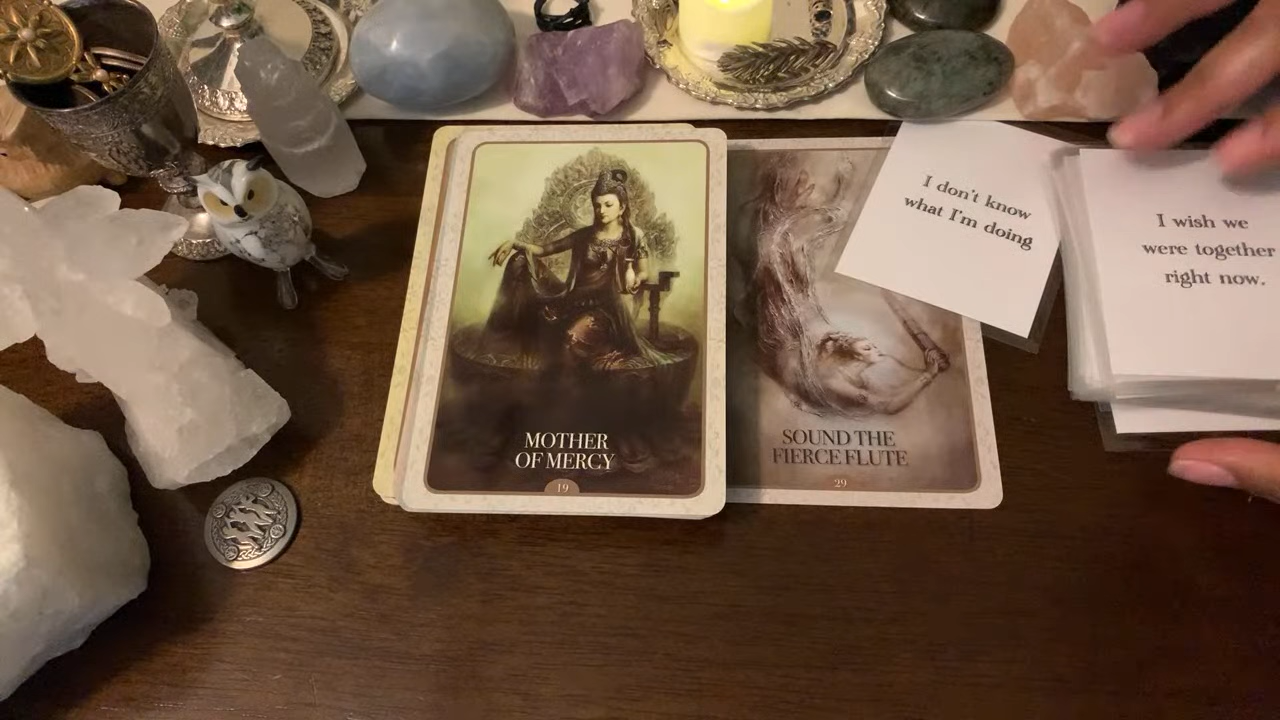 MOTHER
OF MERCY
19
SOUND THE
FIERCE FLUTE
29
I don't know
what I'm doing
I wish we
were together
right now.